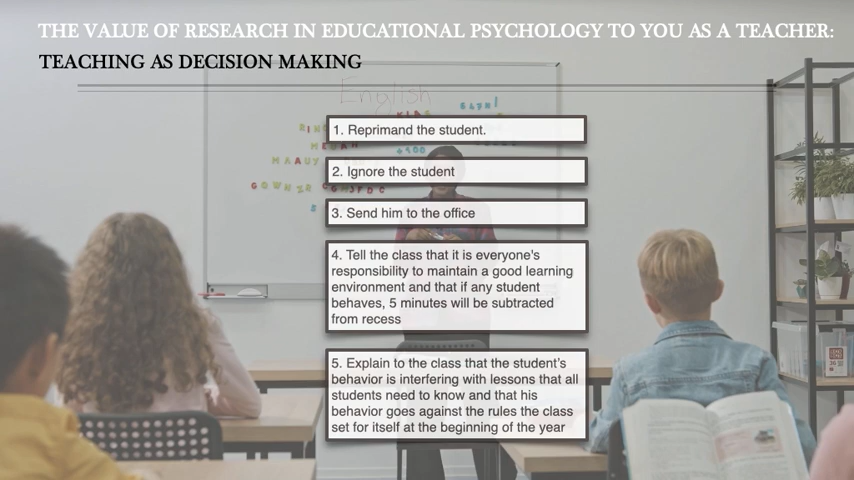 THE VALUE OF RESEARCH IN EDUCATIONAL PSYCHOLOGY TO YOU AS A TEACHER:
TEACHING AS DECISION MAKING
English
1. Reprimand the student.
2. Ignore the student
3. Send him to the office
4. Tell the class that it is everyone's
responsibility to maintain a good learning
environment and that if any student
behaves, 5 minutes will be subtracted
from recess
5. Explain to the class that the student's
behavior is interfering with lessons that all
students need to know and that his
behavior goes against the rules the class
set for itself at the beginning of the year